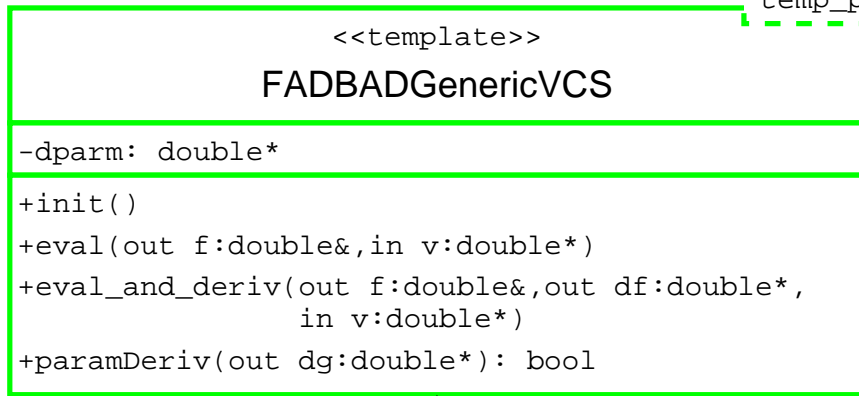 <<template>>
FADBADGenericVCS
-dparm: double*
+init()
+eval(out f:double&,in v:double*)
+eval_and_deriv(out f:double&,out df:double*,
in v:double*)
+paramDeriv(out dg:double*): bool